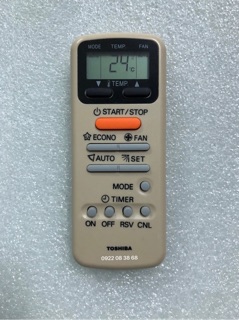 MODE TEMP. FAN
24°C
▼ TEMP. ▲
START/STOP
ECONO FAN
AUTO SET
MODE
TIMER
ON OFF RSV CNL
TOSHIBA
0922 08 38 68